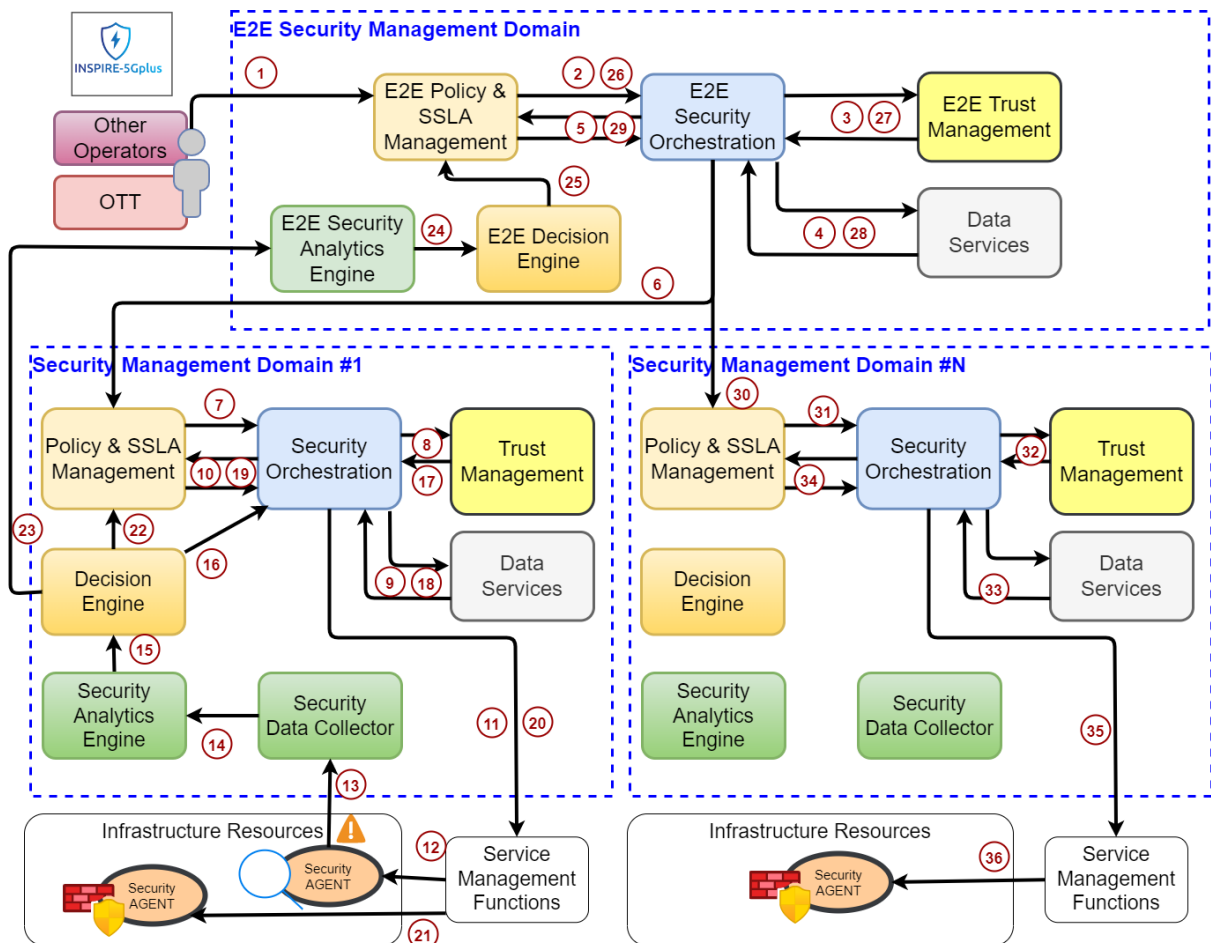 E2E Security Management Domain
INSPIRE-5Gplus
1
2
26
E2E Policy &
SSLA
Management
E2E
Security
Orchestration
E2E Trust
Management
3
27
5
29
Other
Operators
OTT
25
E2E Security
Analytics
Engine
24
E2E Decision
Engine
4
28
Data
Services
6
Security Management Domain #1
7
Policy & SSLA
Management
Security
Orchestration
8
Trust
Management
10
19
17
23
22
16
Decision
Engine
9
18
Data
Services
15
Security
Analytics
Engine
14
Security
Data Collector
11
20
13
Infrastructure Resources
Security
AGENT
Security
AGENT
12
21
Service
Management
Functions
Security Management Domain #N
30
31
Policy & SSLA
Management
Security
Orchestration
32
Trust
Management
34
Decision
Engine
33
Data
Services
Security
Analytics
Engine
Security
Data Collector
35
Infrastructure Resources
Security
AGENT
36
Service
Management
Functions